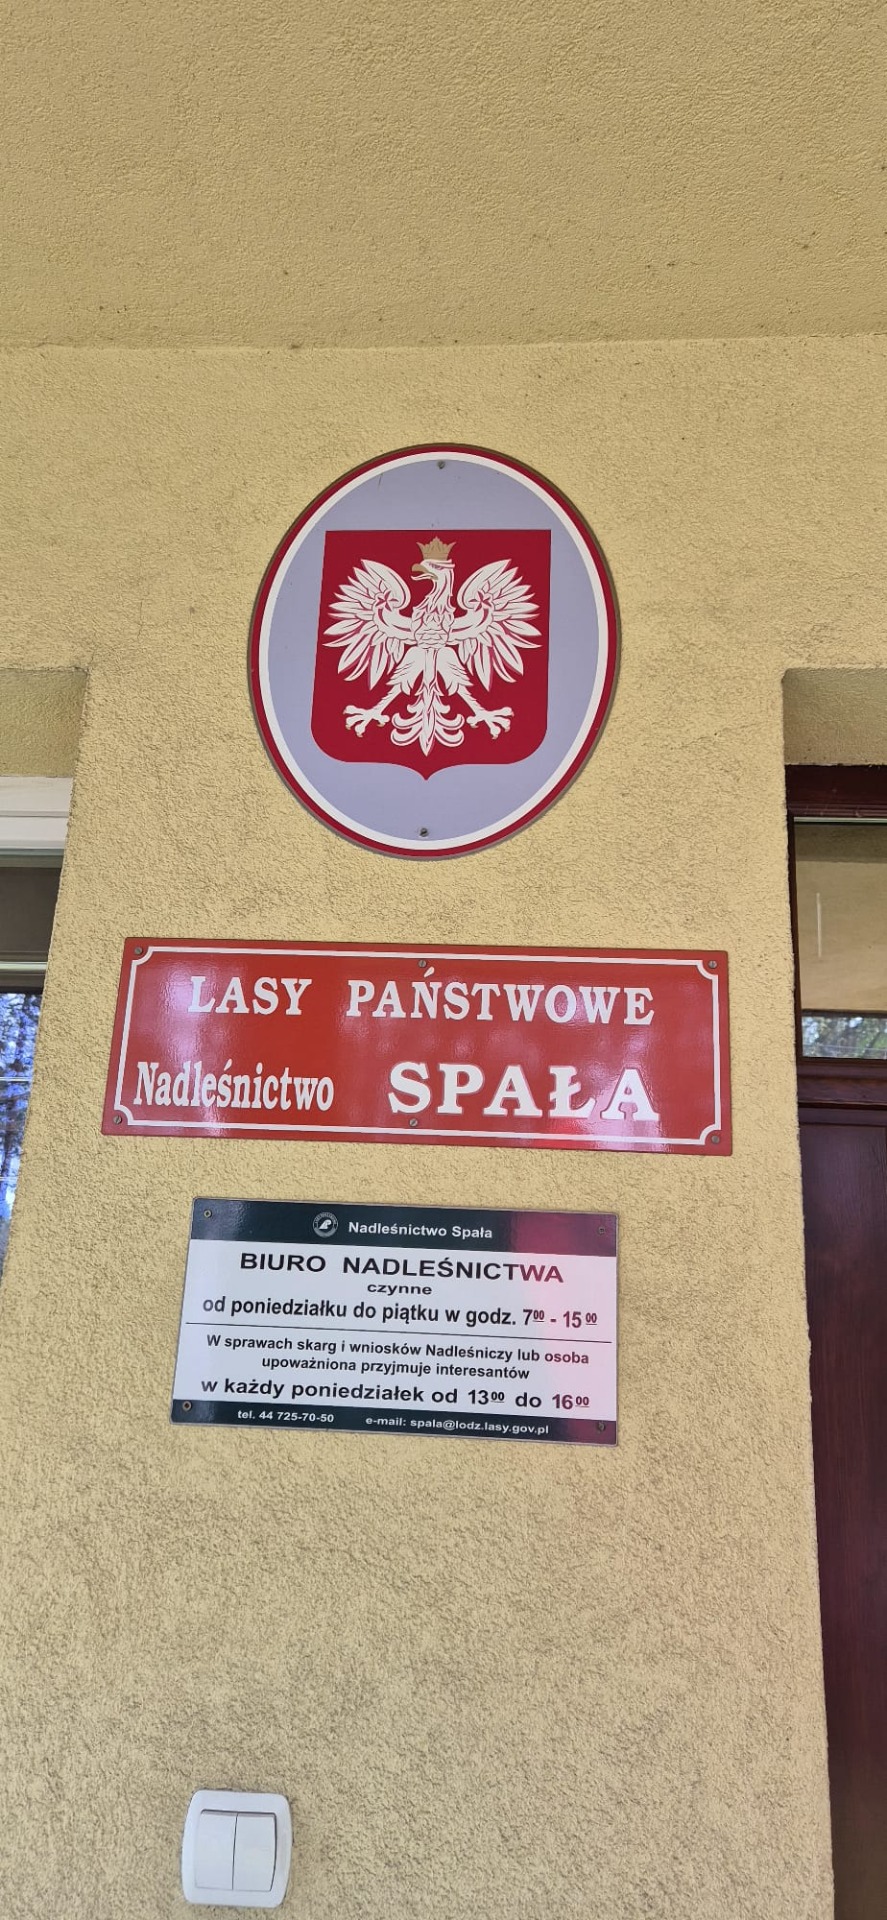 LASY PAŃSTWOWE
Nadleśnictwo SPAŁA
Nadleśnictwo Spała
BIURO NADLEŚNICTWA
czynne
od poniedziałku do piątku w godz. 7⁰⁰ - 15⁰⁰
W sprawach skarg i wniosków Nadleśniczy lub osoba
upoważniona przyjmuje interesantów
w każdy poniedziałek od 13⁰⁰ do 16⁰⁰
tel. 44 725-70-50 e-mail: spala@lodz.lasy.gov.pl